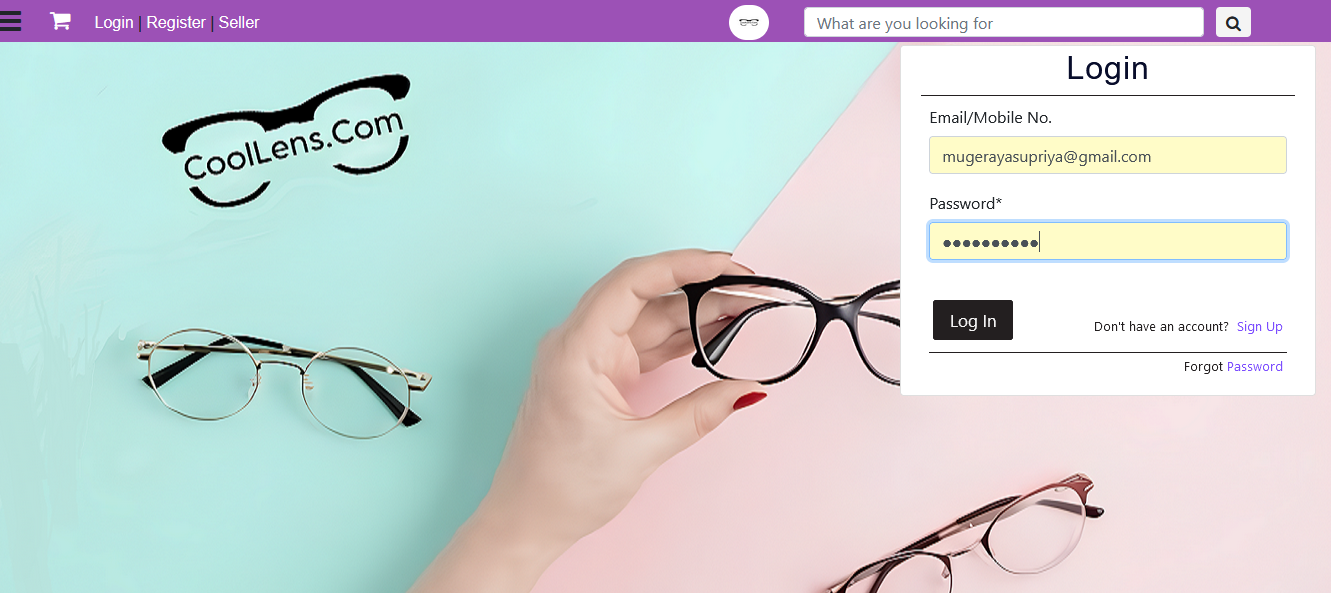 Login | Register | Seller
What are you looking for
CoolLens.Com
Login
Email/Mobile No.
mugerayasupriya@gmail.com
Password*
●●●●●●●●●●
Log In
Don't have an account? Sign Up
Forgot Password